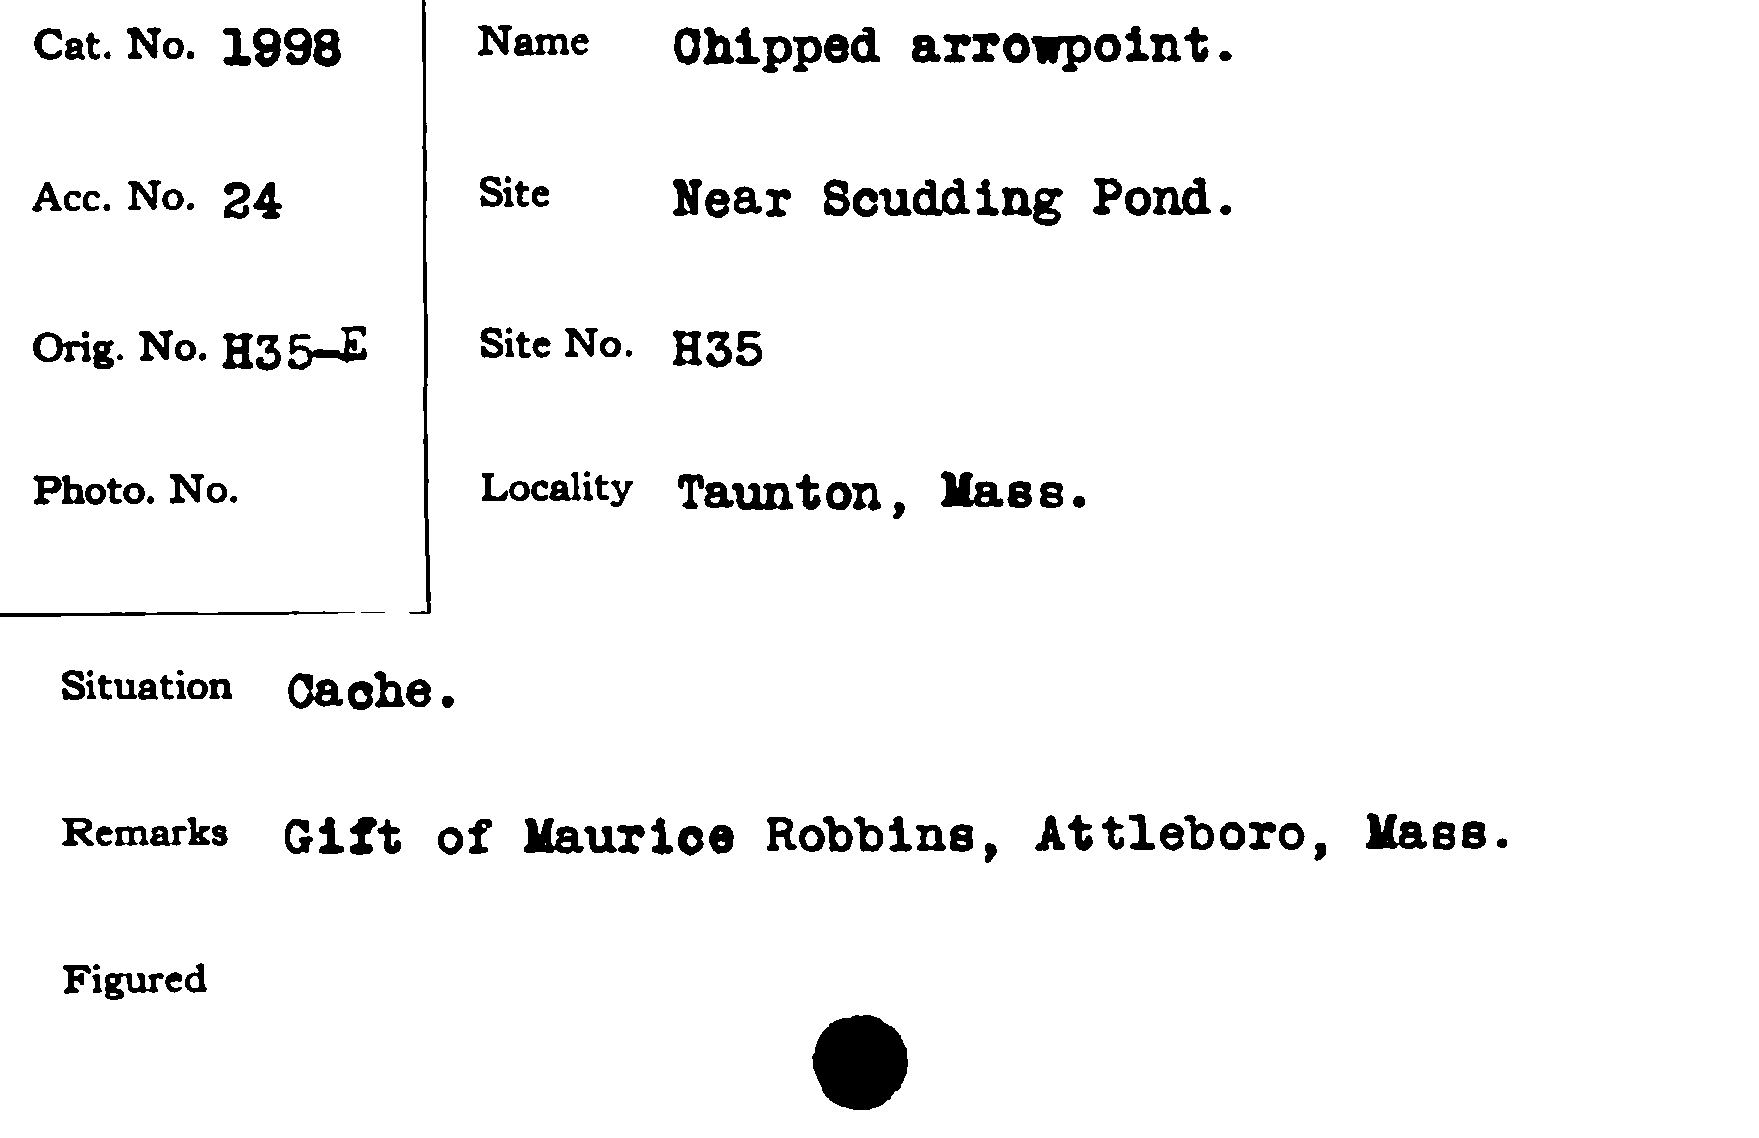 Cat. No. 1998
Name Chipped arrowpoint.
Acc. No. 24
Site Near Scudding Pond.
Orig. No. H35-E
Site No. H35
Photo. No.
Locality Taunton, Mass.
Situation Cache.
Remarks Gift of Maurice Robbins, Attleboro, Mass.
Figured